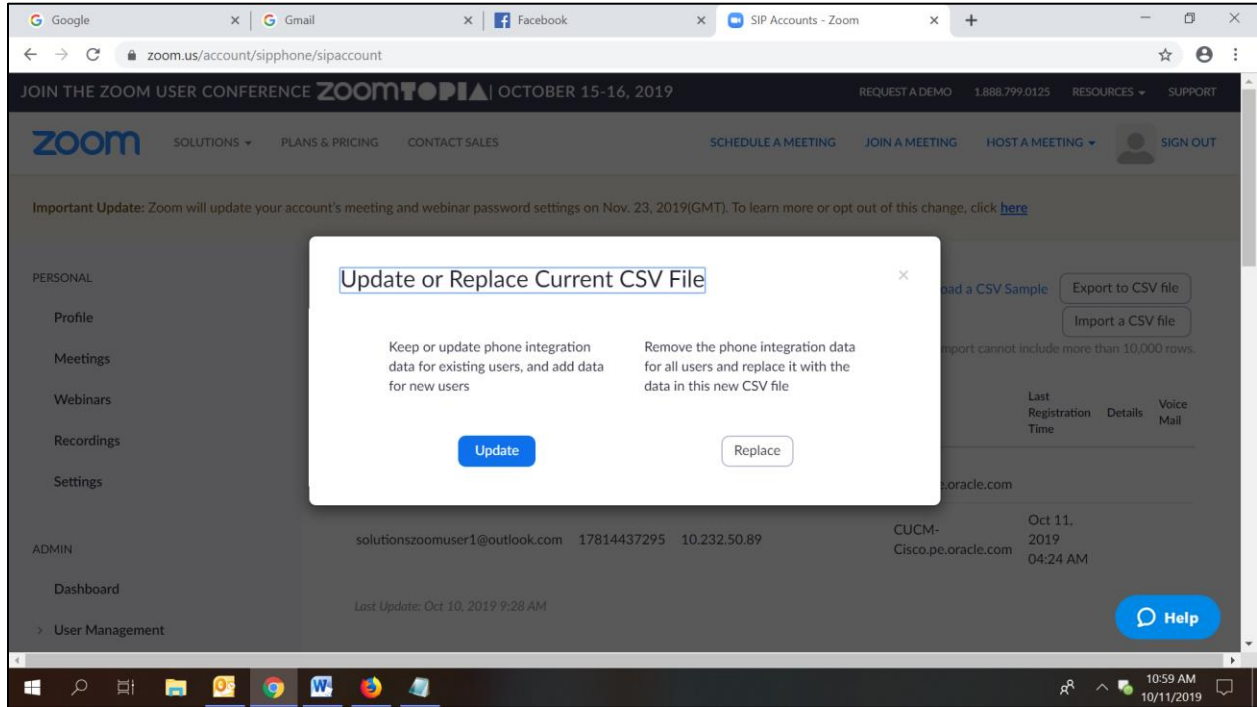 Google
Gmail
Facebook
SIP Accounts - Zoom
zoom.us/account/sipphone/sipaccount
JOIN THE ZOOM USER CONFERENCE ZOOMTOPIA | OCTOBER 15-16, 2019
REQUEST A DEMO 1.888.799.0125 RESOURCES SUPPORT
zoom SOLUTIONS PLANS & PRICING CONTACT SALES SCHEDULE A MEETING JOIN A MEETING HOST A MEETING SIGN OUT
Important Update: Zoom will update your account's meeting and webinar password settings on Nov. 23, 2019(GMT). To learn more or opt out of this change, click here
PERSONAL
Profile
Meetings
Webinars
Recordings
Settings
ADMIN
Dashboard
User Management
Update or Replace Current CSV File
Keep or update phone integration
data for existing users, and add data
for new users
Update
Remove the phone integration data
for all users and replace it with the
data in this new CSV file
Replace
a CSV Sample
Export to CSV file
Import a CSV file
cannot include more than 10,000 rows.
Last
Registration
Time
Details
Voice
Mail
.oracle.com
solutionszoomuser1@outlook.com 17814437295 10.232.50.89
CUCM-
Cisco.pe.oracle.com
Oct 11,
2019
04:24 AM
Last Update: Oct 10, 2019 9:28 AM
Help
10:59 AM
10/11/2019